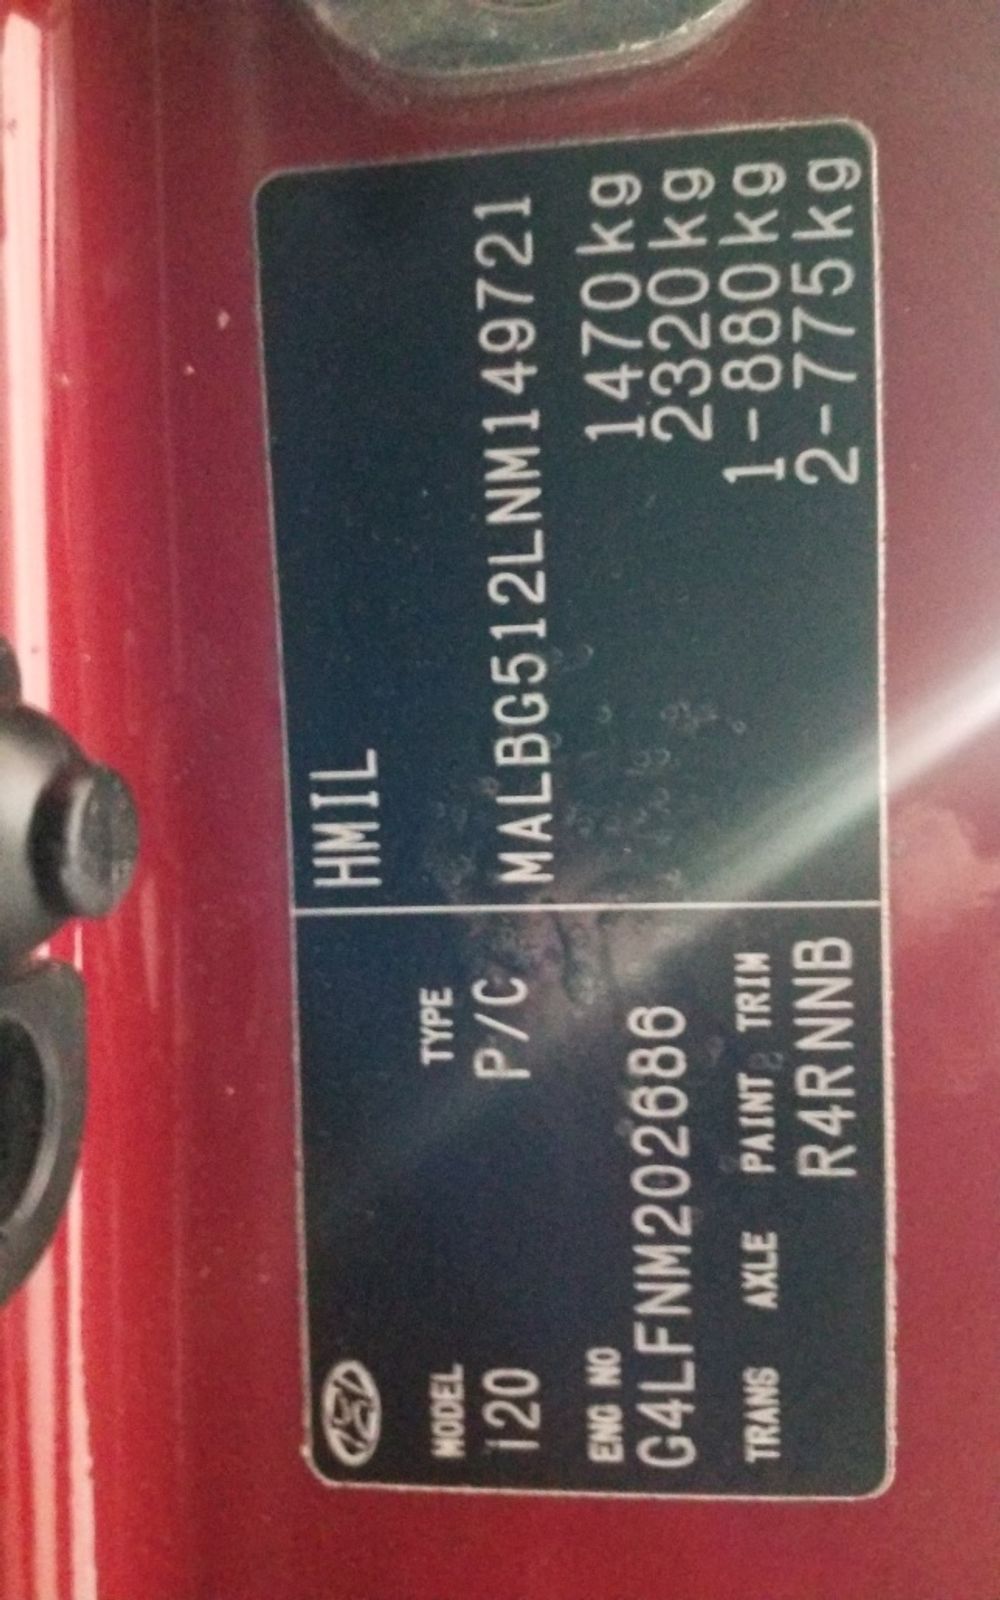 HMIL
MODEL TYPE
i20 P/C
MALBG512LNM149721
ENG NO
G4LFNM202686
1470kg
2320kg
TRANS AXLE PAINT TRIM
1-880kg
R4RNNB
2-775kg